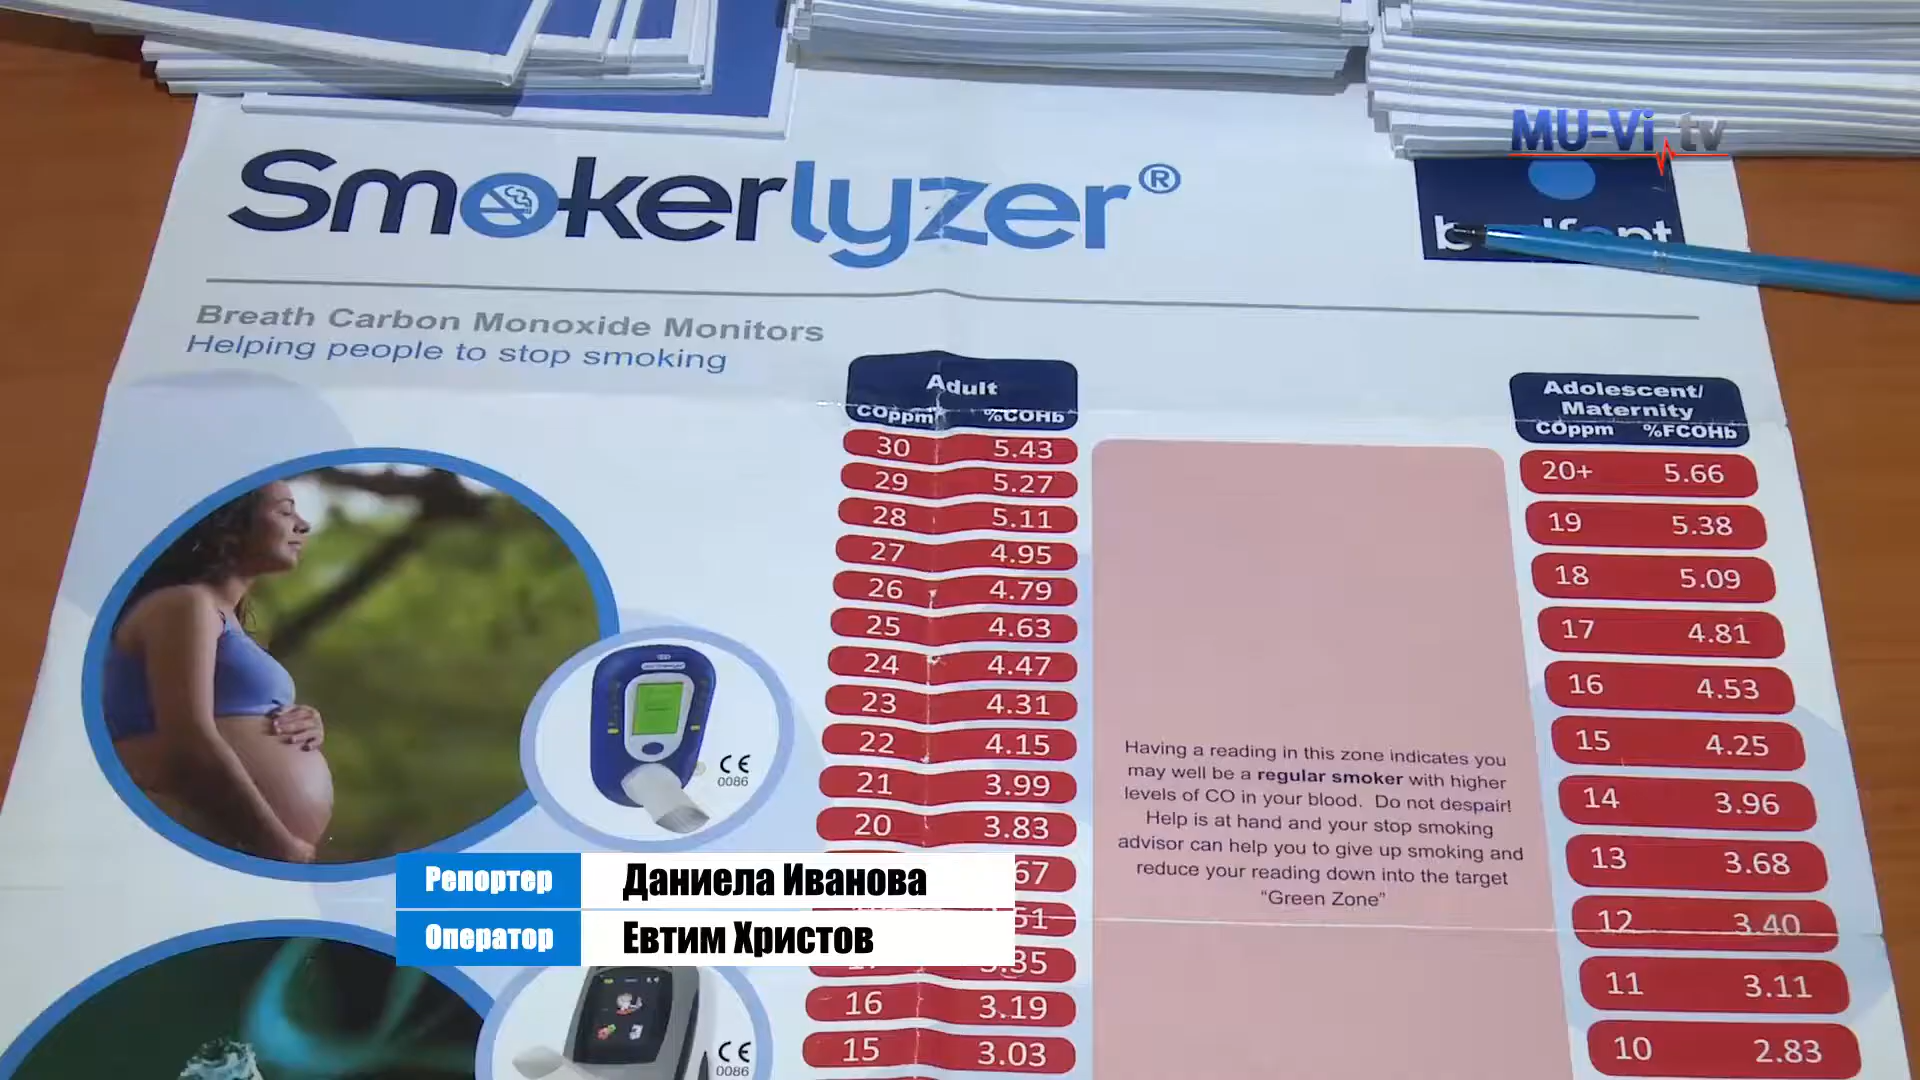 MU-Vi.tv
Smokerlyzer®
Breath Carbon Monoxide Monitors
Helping people to stop smoking
Adult
COppm %COHb
30 5.43
29 5.27
28 5.11
27 4.95
26 4.79
25 4.63
24 4.47
23 4.31
22 4.15
21 3.99
20 3.83
67
51
35
16 3.19
15 3.03
Having a reading in this zone indicates you
may well be a regular smoker with higher
levels of CO in your blood. Do not despair!
Help is at hand and your stop smoking
advisor can help you to give up smoking and
reduce your reading down into the target
“Green Zone”
Adolescent/
Maternity
COppm %FCOHb
20+ 5.66
19 5.38
18 5.09
17 4.81
16 4.53
15 4.25
14 3.96
13 3.68
12 3.40
11 3.11
10 2.83
CE
0086
CE
0086
Репортер Даниела Иванова
Оператор Евтим Христов